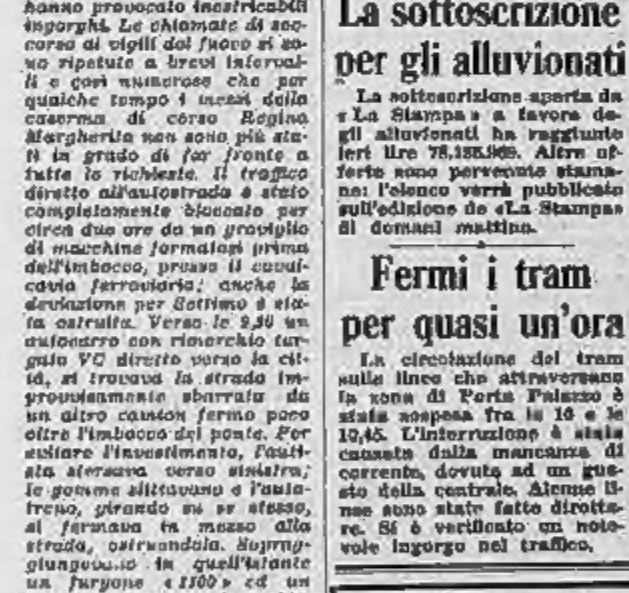 hanno provocato inestricabili
ingorghi. Le chiamate di soc-
corso ai vigili del fuoco si so-
no ripetute a brevi interval-
li e così numerose che per
qualche tempo i mezzi della
caserma di corso Regina
Margherita non sono più sta-
ti in grado di far fronte a
tutte le richieste. Il traffico
diretto all'autostrada è stato
completamente bloccato per
circa due ore da un groviglio
di macchine formatosi prima
dell'imbocco, presso il caval-
cavia ferroviario; anche la
deviazione per Settimo è sta-
ta ostruita. Verso le 9,30 un
autocarro con rimorchio tar-
gato VC diretto verso la cit-
tà, si trovava la strada im-
provvisamente sbarrata da
un altro camion fermo poco
oltre l'imbocco del ponte. Per
evitare l'investimento, l'auti-
sta sterzava verso sinistra;
le gomme slittavano e l'auto-
treno, girando su se stesso,
si fermava in mezzo alla
strada, ostruendola. Soprag-
giungevano in quell'istante
un furgone «1100» ed un
La sottoscrizione
per gli alluvionati
La sottoscrizione aperta da
«La Stampa» a favore de-
gli alluvionati ha raggiunto
ieri lire Altre of-
ferte sono pervenute stama-
ne: l'elenco verrà pubblicato
sull'edizione de «La Stampa»
di domani mattina.
Fermi i tram
per quasi un'ora
La circolazione dei tram
sulle linee che attraversano
la zona di Porta Palazzo è
stata sospesa fra le 10 e le
10,45. L'interruzione è stata
causata dalla mancanza di
corrente, dovuta ad un gua-
sto della centrale. Alcune li-
nee sono state fatte dirotta-
re. Si è verificato un note-
vole ingorgo nel traffico.